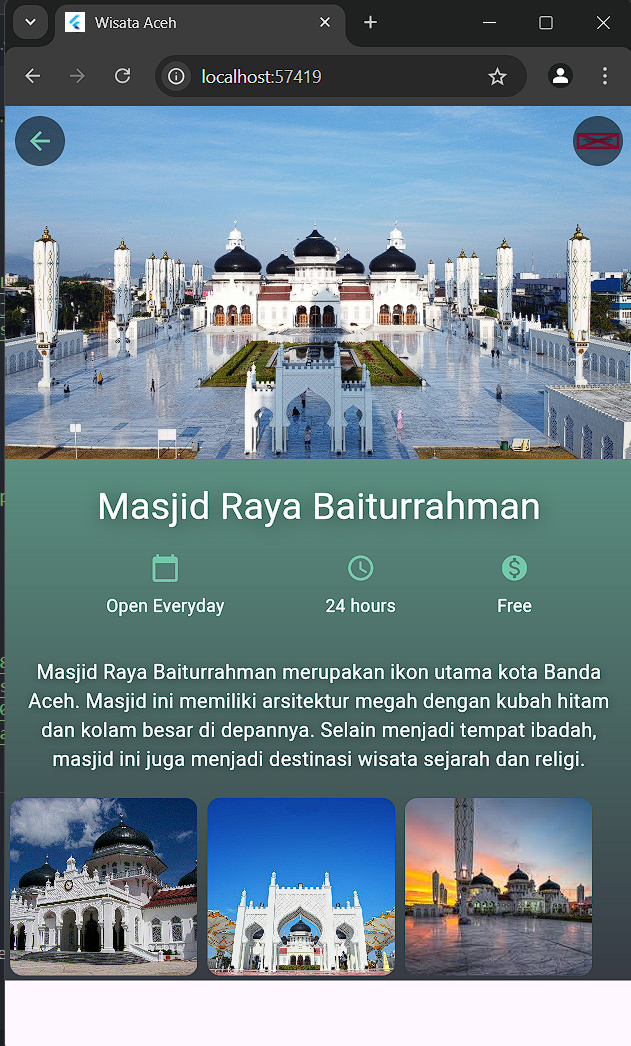 Wisata Aceh
localhost:57419
Masjid Raya Baiturrahman
Open Everyday
24 hours
Free
Masjid Raya Baiturrahman merupakan ikon utama kota Banda
Aceh. Masjid ini memiliki arsitektur megah dengan kubah hitam
dan kolam besar di depannya. Selain menjadi tempat ibadah,
masjid ini juga menjadi destinasi wisata sejarah dan religi.